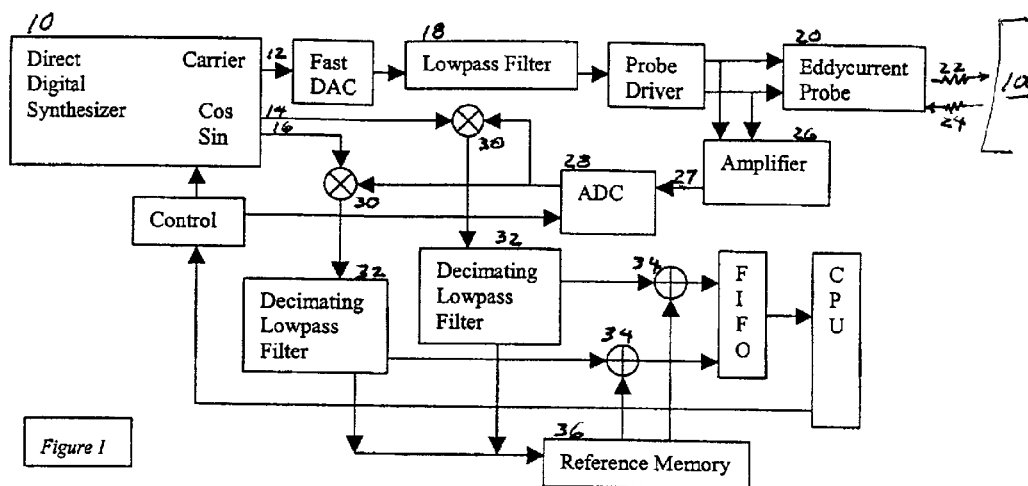 10
Direct
Digital
Synthesizer
Carrier
Cos
Sin
12
14
16
Fast
DAC
18
Lowpass Filter
Probe
Driver
20
Eddycurrent
Probe
22
24
100
30
30
28
ADC
27
26
Amplifier
Control
32
Decimating
Lowpass
Filter
32
Decimating
Lowpass
Filter
34
34
F
I
F
O
C
P
U
36
Reference Memory
Figure 1